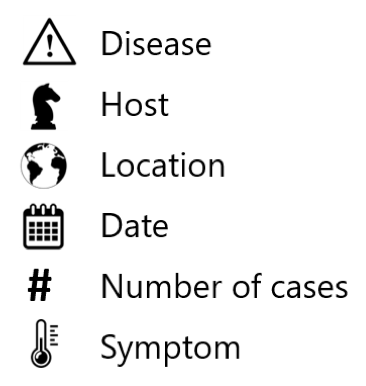 Disease
Host
Location
Date
# Number of cases
Symptom